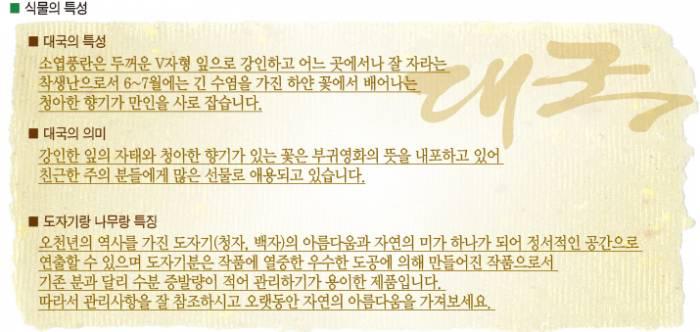 ■ 식물의 특성
대국
■ 대국의 특성
소엽풍란은 두꺼운 V자형 잎으로 강인하고 어느 곳에서나 잘 자라는
착생난으로서 6~7월에는 긴 수염을 가진 하얀 꽃에서 배어나는
청아한 향기가 만인을 사로 잡습니다.
■ 대국의 의미
강인한 잎의 자태와 청아한 향기가 있는 꽃은 부귀영화의 뜻을 내포하고 있어
친근한 주의 분들에게 많은 선물로 애용되고 있습니다.
■ 도자기랑 나무랑 특징
오천년의 역사를 가진 도자기(청자, 백자)의 아름다움과 자연의 미가 하나가 되어 정서적인 공간으로
연출할 수 있으며 도자기분은 작품에 열중한 우수한 도공에 의해 만들어진 작품으로서
기존 분과 달리 수분 증발량이 적어 관리하기가 용이한 제품입니다.
따라서 관리사항을 잘 참조하시고 오랫동안 자연의 아름다움을 가져보세요.